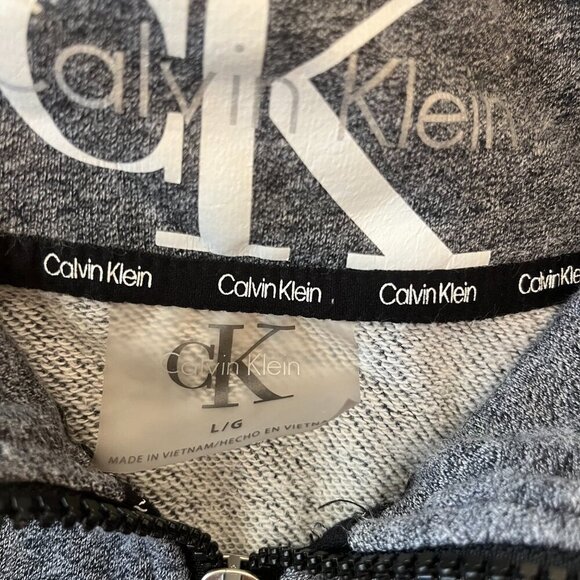 CK
Calvin Klein
Calvin Klein Calvin Klein Calvin Klein Calvin Klein
CK
Calvin Klein
L/G
MADE IN VIETNAM/HECHO EN VIETNAM